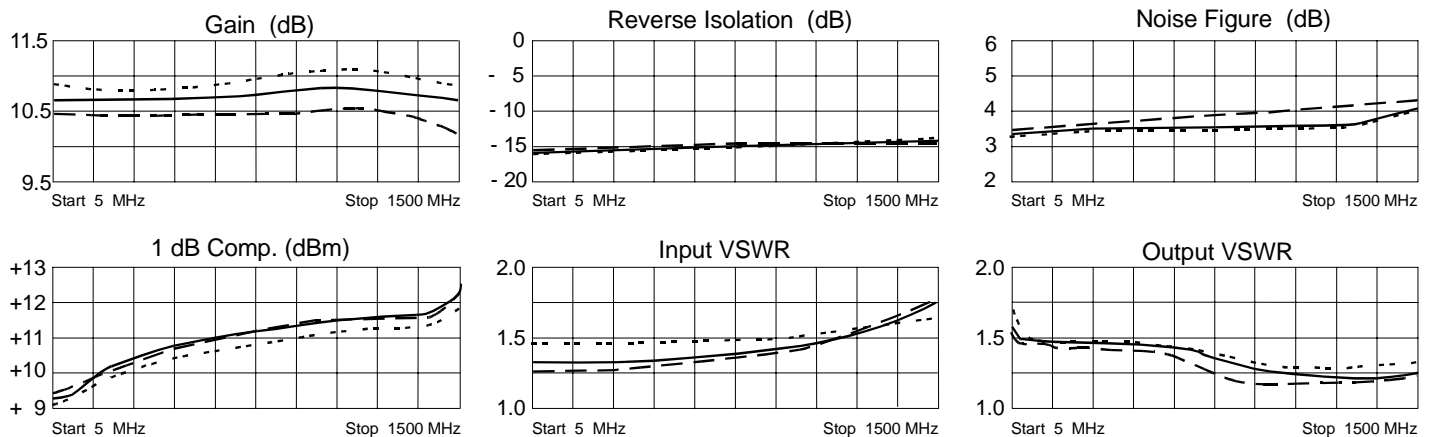 Gain (dB)
11.5
10.5
9.5
Start 5 MHz
Stop 1500 MHz
Reverse Isolation (dB)
0
- 5
- 10
- 15
- 20
Start 5 MHz
Stop 1500 MHz
Noise Figure (dB)
6
5
4
3
2
Start 5 MHz
Stop 1500 MHz
1 dB Comp. (dBm)
+13
+12
+11
+10
+ 9
Start 5 MHz
Stop 1500 MHz
Input VSWR
2.0
1.5
1.0
Start 5 MHz
Stop 1500 MHz
Output VSWR
2.0
1.5
1.0
Start 5 MHz
Stop 1500 MHz